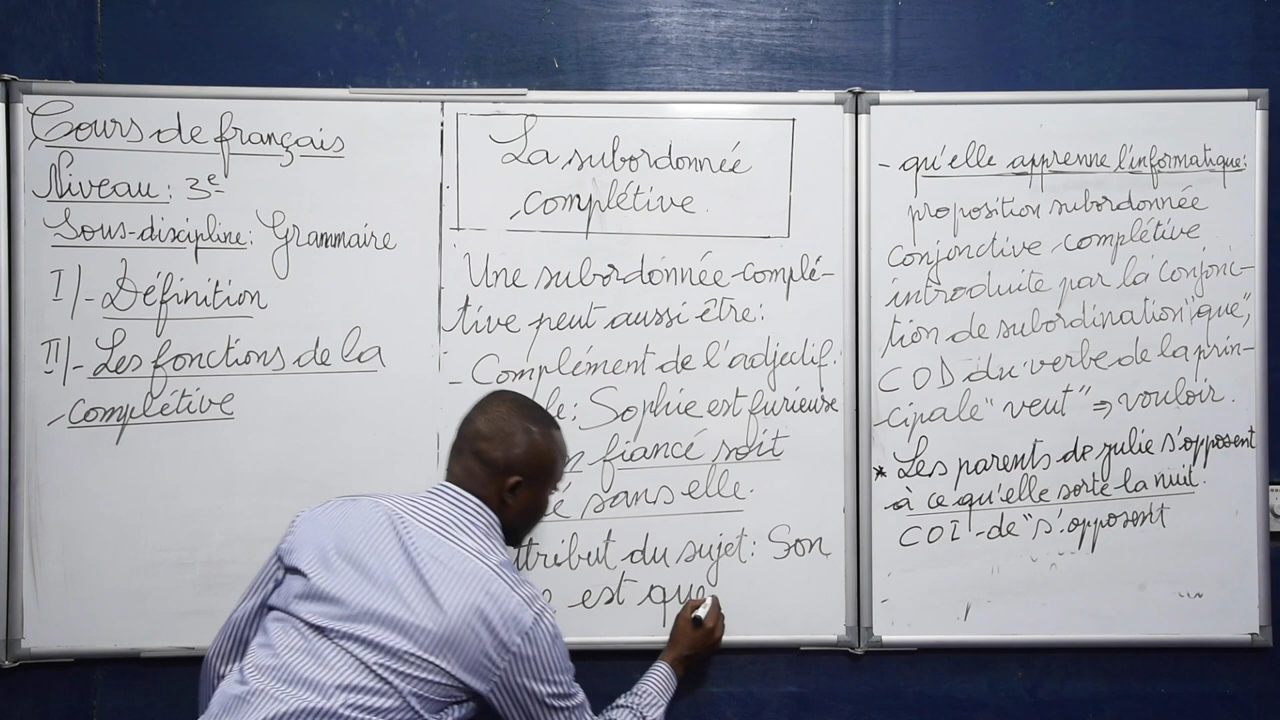 Cours de français
Niveau : 3e
Sous-discipline : Grammaire
I/- Définition
II/- Les fonctions de la
complétive
La subordonnée
complétive.
Une subordonnée complé-
tive peut aussi être :
- Complément de l'adjectif.
le : Sophie est furieuse
n fiancé soit
é sans elle.
ttribut du sujet : Son
e est que
- qu'elle apprenne l'informatique :
proposition subordonnée
conjonctive complétive
introduite par la conjonc-
tion de subordination "que",
COD du verbe de la prin-
cipale "veut" => vouloir.
* Les parents de julie s'opposent
à ce qu'elle sorte la nuit.
COI de "s'opposent